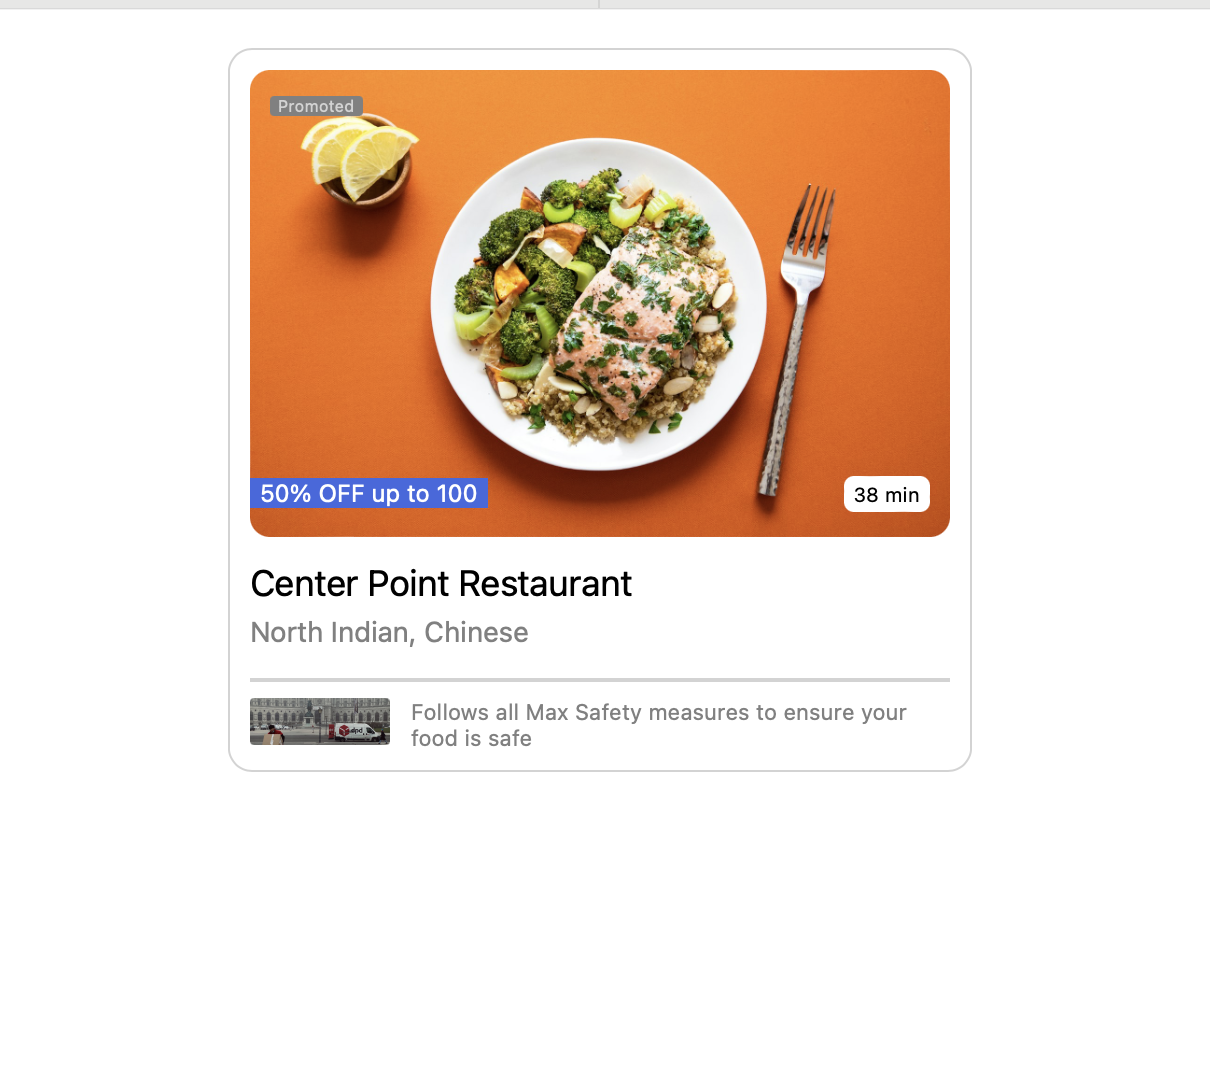 Promoted
50% OFF up to 100
38 min
Center Point Restaurant
North Indian, Chinese
dpd
Follows all Max Safety measures to ensure your
food is safe